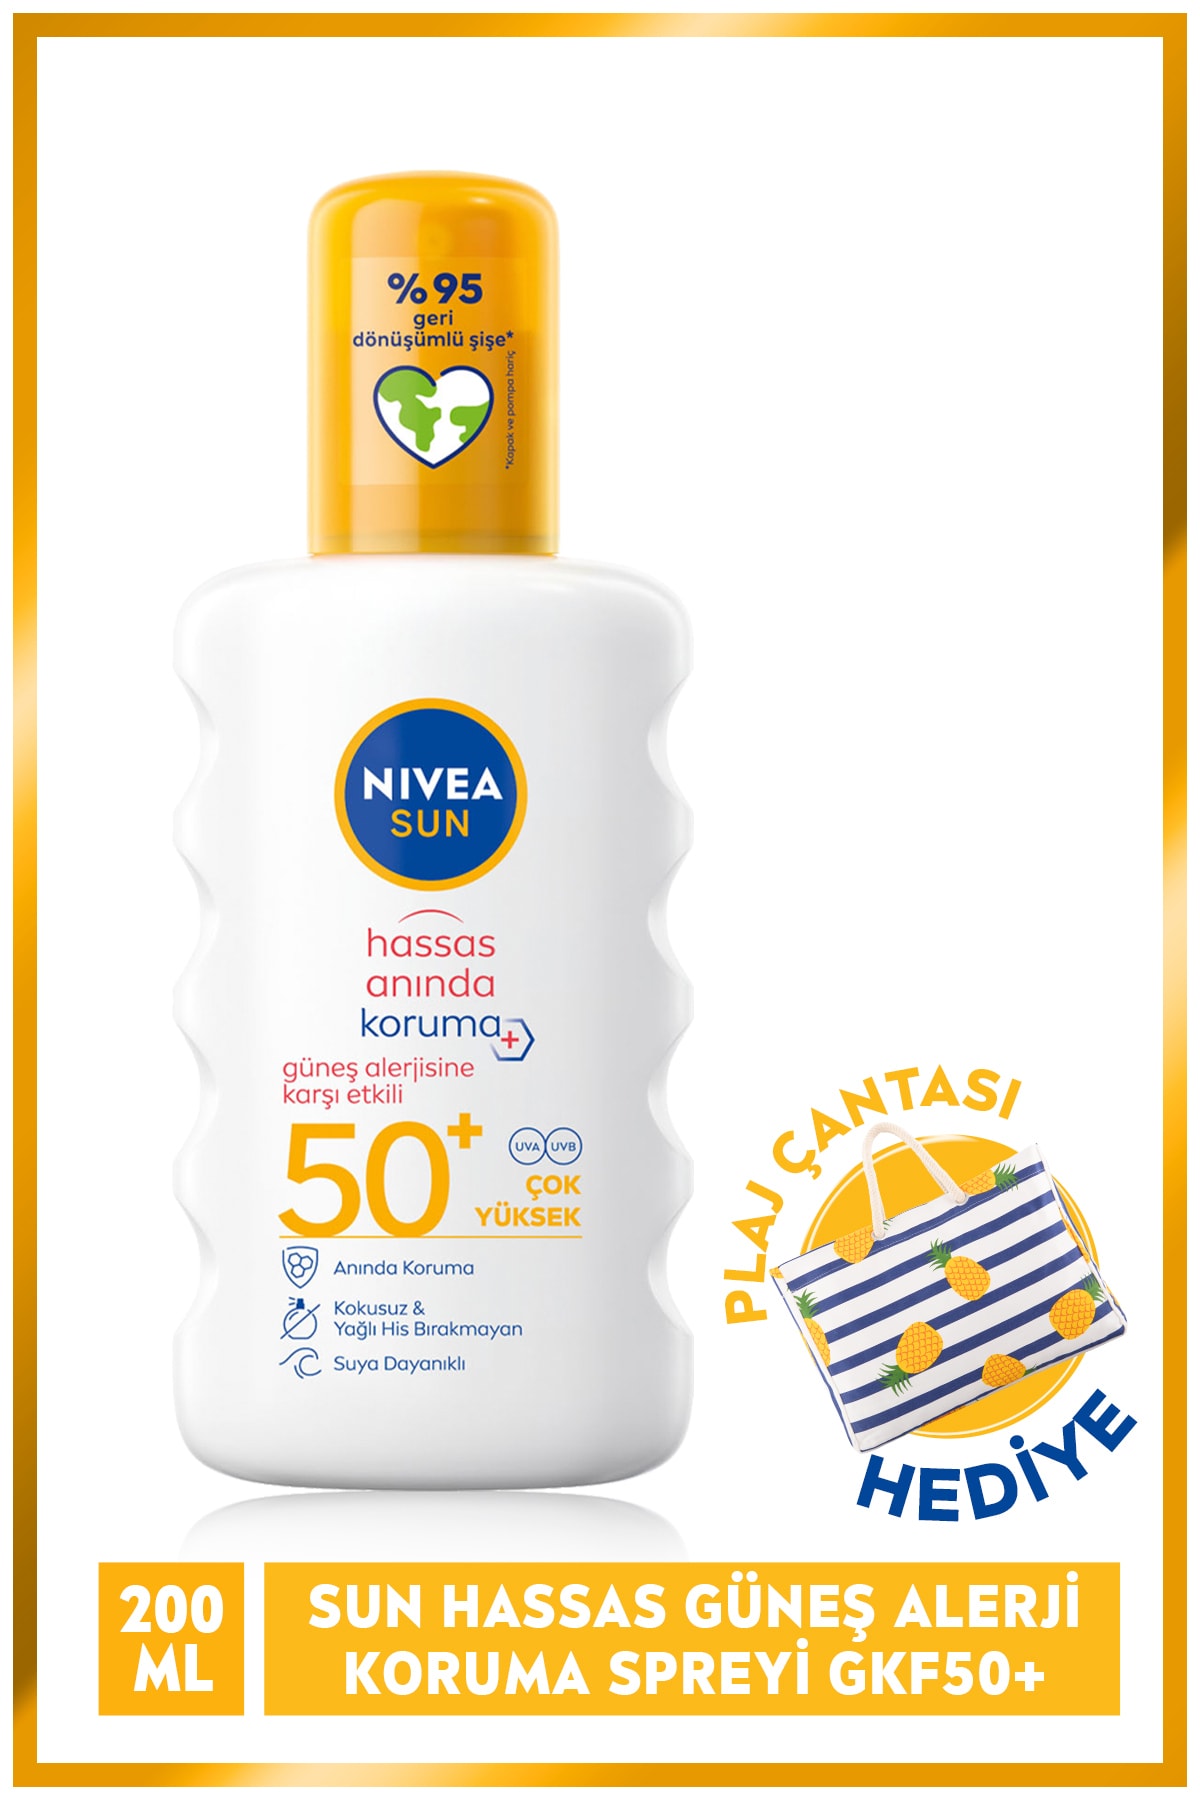 %95
geri
dönüşümlü şişe*
*Kapak ve pompa hariç
NIVEA
SUN
hassas
anında
koruma+
güneş alerjisine
karşı etkili
50+
UVA UVB
ÇOK
YÜKSEK
Anında Koruma
Kokusuz &
Yağlı His Bırakmayan
Suya Dayanıklı
PLAJ ÇANTASI
HEDİYE
200
ML
SUN HASSAS GÜNEŞ ALERJİ
KORUMA SPREYİ GKF50+